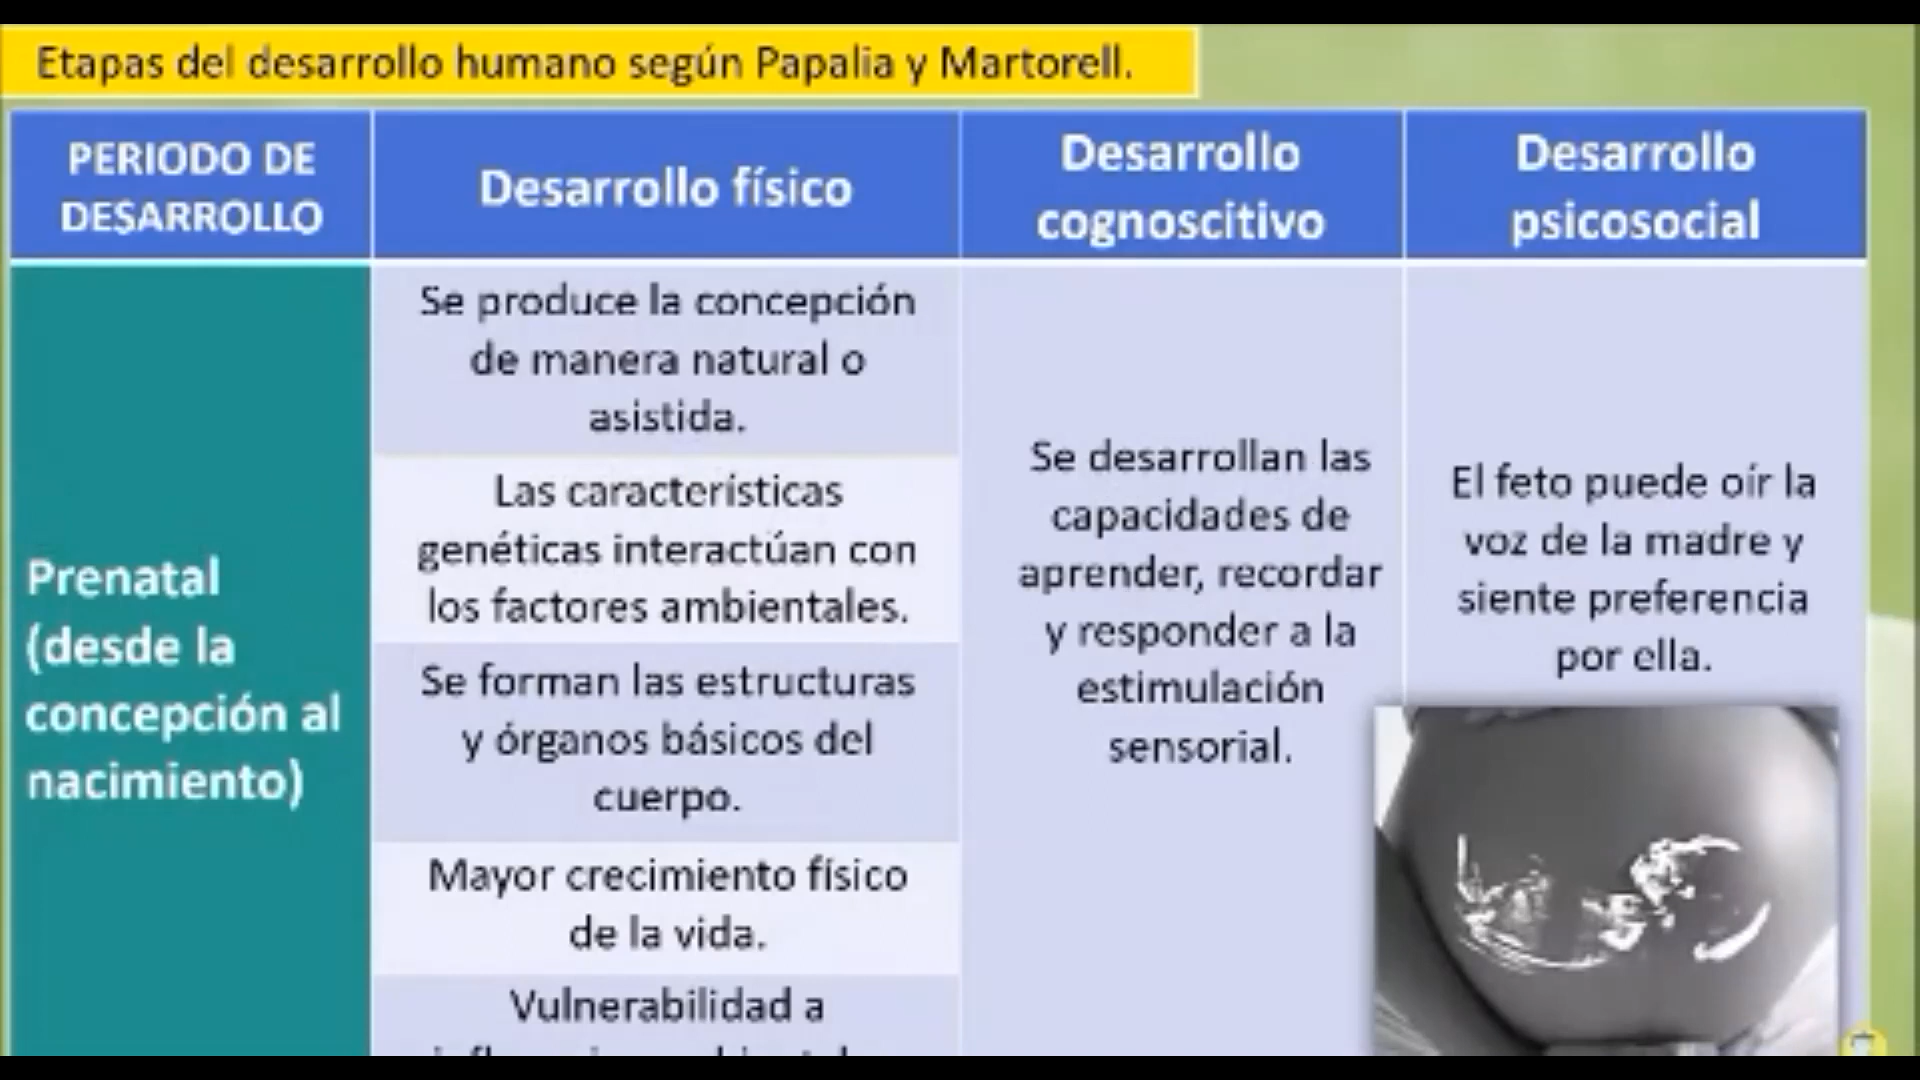 Etapas del desarrollo humano según Papalia y Martorell.
PERIODO DE
DESARROLLO
Desarrollo físico
Desarrollo
cognoscitivo
Desarrollo
psicosocial
Prenatal
(desde la
concepción al
nacimiento)
Se produce la concepción
de manera natural o
asistida.
Las características
genéticas interactúan con
los factores ambientales.
Se forman las estructuras
y órganos básicos del
cuerpo.
Mayor crecimiento físico
de la vida.
Vulnerabilidad a
Se desarrollan las
capacidades de
aprender, recordar
y responder a la
estimulación
sensorial.
El feto puede oír la
voz de la madre y
siente preferencia
por ella.